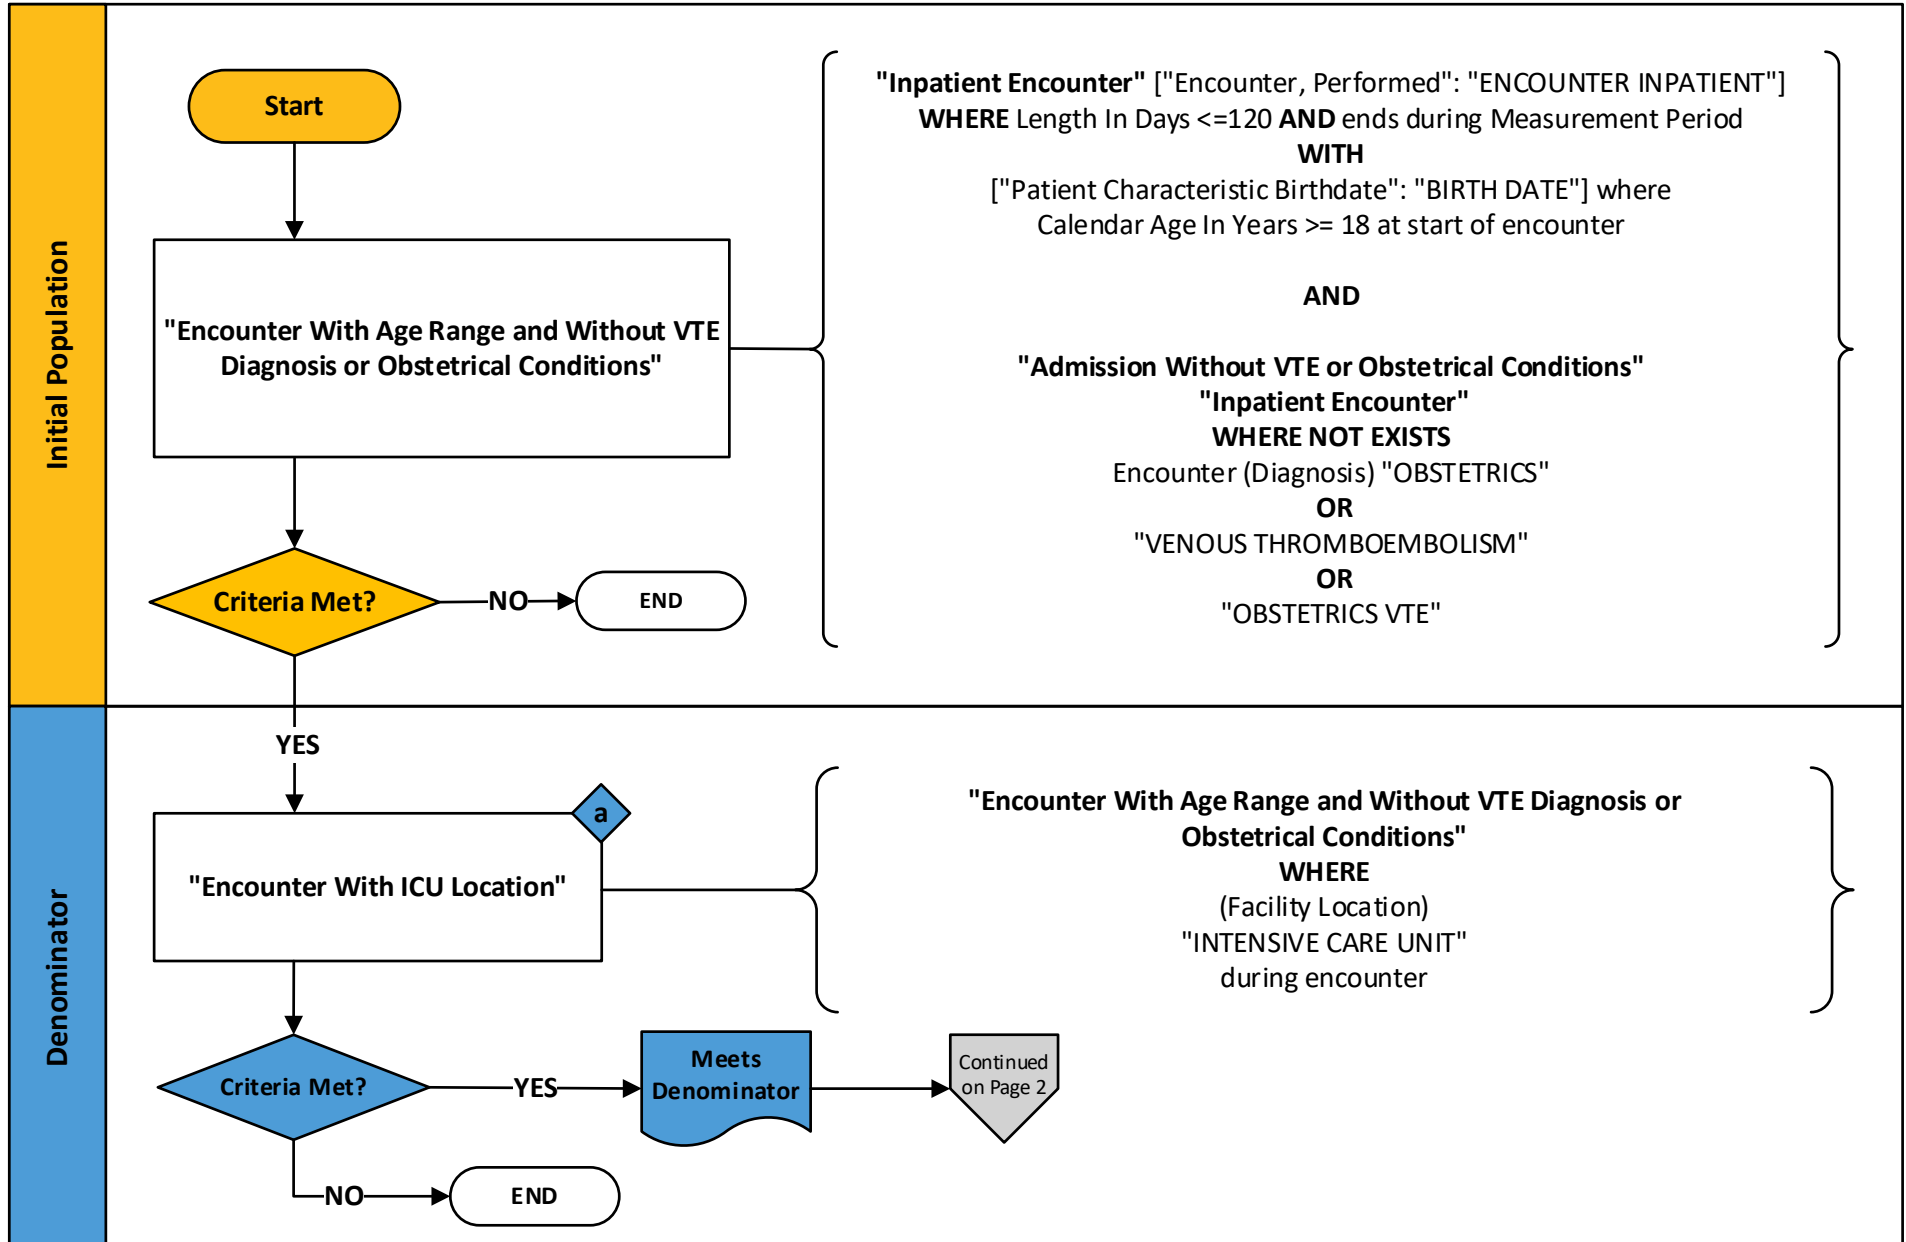 Initial Population
Start
"Encounter With Age Range and Without VTE
Diagnosis or Obstetrical Conditions"
Criteria Met?
NO
END
"Inpatient Encounter" ["Encounter, Performed": "ENCOUNTER INPATIENT"]
WHERE Length In Days <=120 AND ends during Measurement Period
WITH
["Patient Characteristic Birthdate": "BIRTH DATE"] where
Calendar Age In Years >= 18 at start of encounter
AND
"Admission Without VTE or Obstetrical Conditions"
"Inpatient Encounter"
WHERE NOT EXISTS
Encounter (Diagnosis) "OBSTETRICS"
OR
"VENOUS THROMBOEMBOLISM"
OR
"OBSTETRICS VTE"
Denominator
YES
a
"Encounter With ICU Location"
"Encounter With Age Range and Without VTE Diagnosis or
Obstetrical Conditions"
WHERE
(Facility Location)
"INTENSIVE CARE UNIT"
during encounter
Criteria Met?
YES
Meets
Denominator
Continued
on Page 2
NO
END